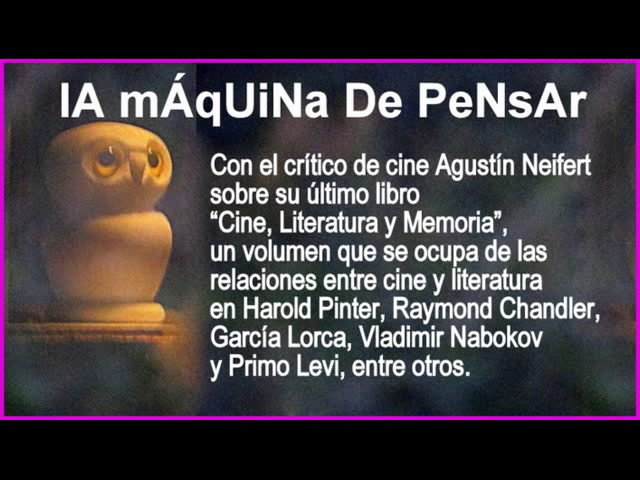 lA mÁqUiNa De PeNsAr
Con el crítico de cine Agustín Neifert
sobre su último libro
“Cine, Literatura y Memoria”,
un volumen que se ocupa de las
relaciones entre cine y literatura
en Harold Pinter, Raymond Chandler,
García Lorca, Vladimir Nabokov
y Primo Levi, entre otros.